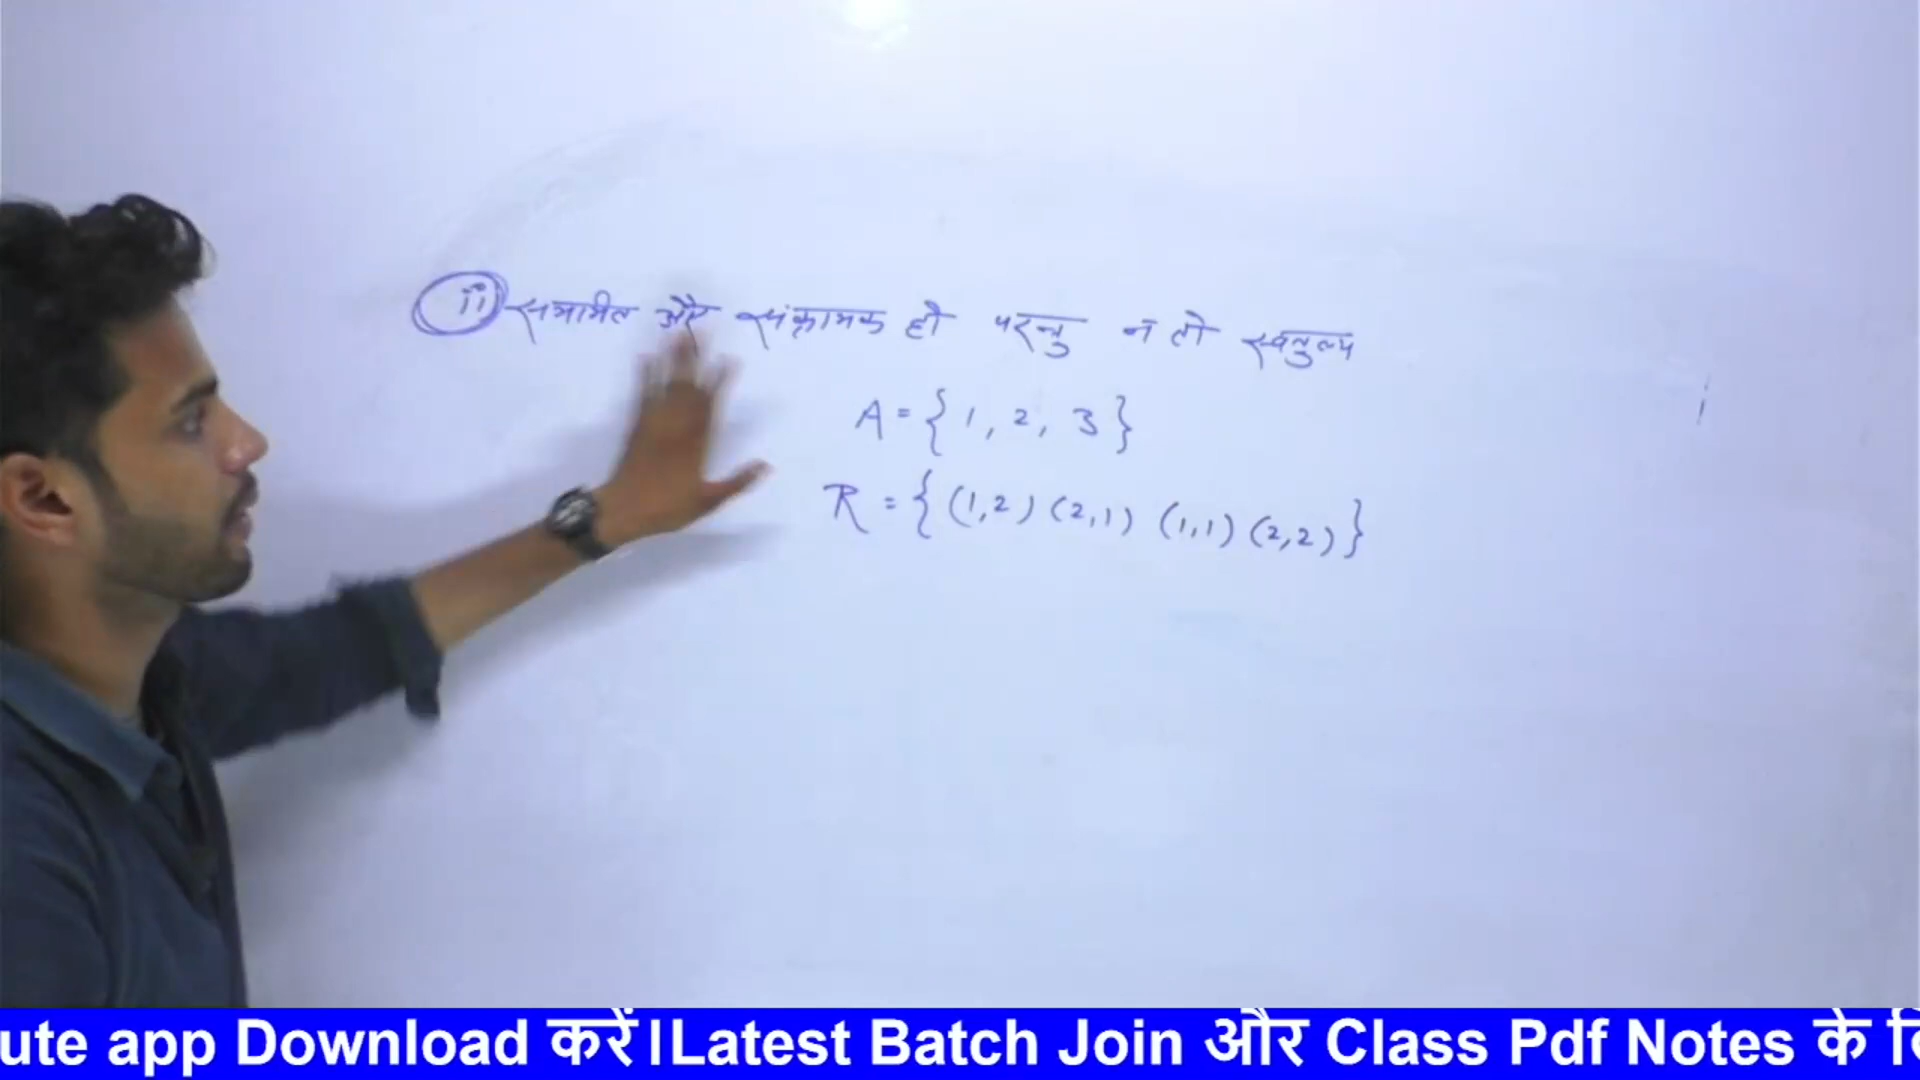 ii) सममित और संक्रामक हो परन्तु न तो स्वतुल्य
A = { 1, 2, 3 }
R = { (1,2) (2,1) (1,1) (2,2) }
ute app Download करें।Latest Batch Join और Class Pdf Notes के